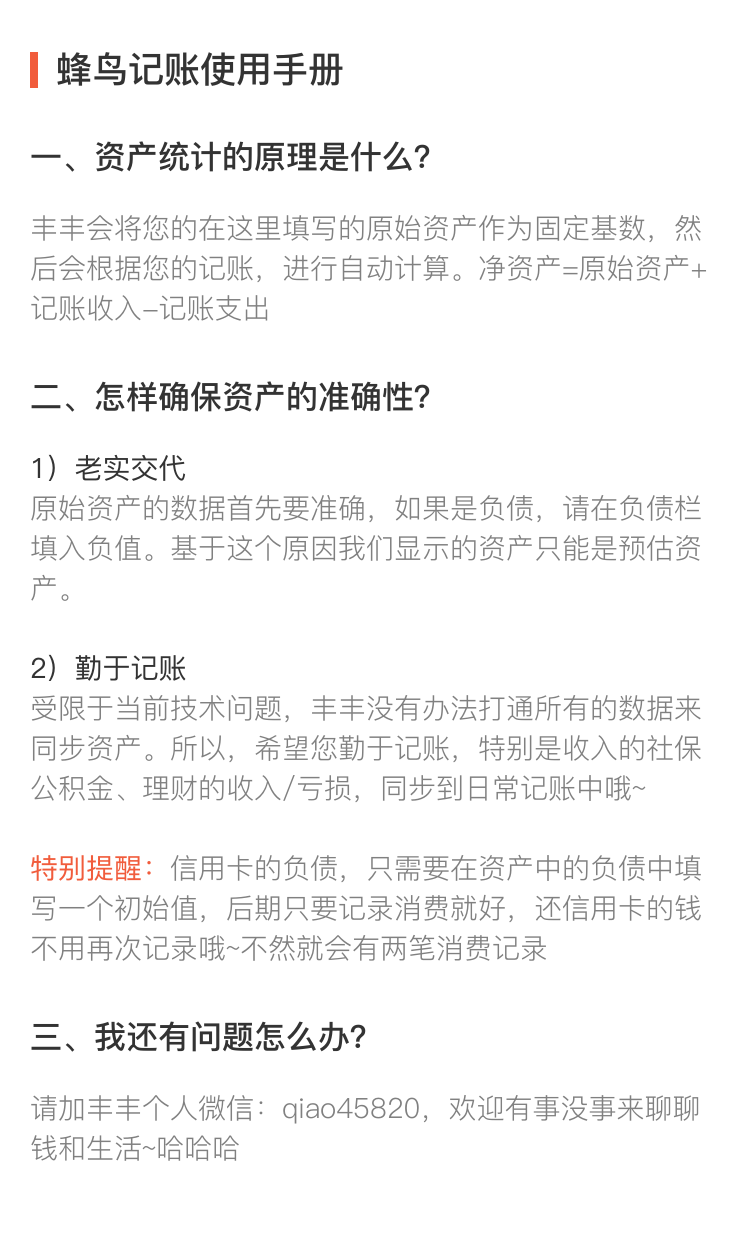 蜂鸟记账使用手册
一、资产统计的原理是什么?
丰丰会将您的在这里填写的原始资产作为固定基数，然
后会根据您的记账，进行自动计算。净资产=原始资产+
记账收入-记账支出
二、怎样确保资产的准确性?
1）老实交代
原始资产的数据首先要准确，如果是负债，请在负债栏
填入负值。基于这个原因我们显示的资产只能是预估资
产。
2）勤于记账
受限于当前技术问题，丰丰没有办法打通所有的数据来
同步资产。所以，希望您勤于记账，特别是收入的社保
公积金、理财的收入/亏损，同步到日常记账中哦~
特别提醒：信用卡的负债，只需要在资产中的负债中填
写一个初始值，后期只要记录消费就好，还信用卡的钱
不用再次记录哦~不然就会有两笔消费记录
三、我还有问题怎么办?
请加丰丰个人微信：qiao45820，欢迎有事没事来聊聊
钱和生活~哈哈哈